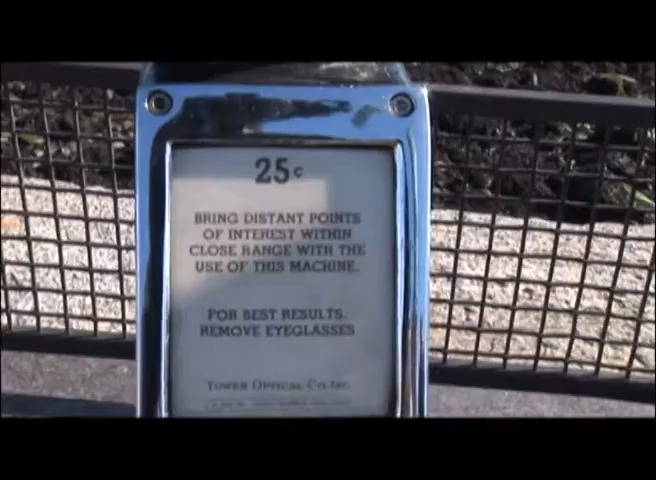 25¢
BRING DISTANT POINTS
OF INTEREST WITHIN
CLOSE RANGE WITH THE
USE OF THIS MACHINE.
FOR BEST RESULTS.
REMOVE EYEGLASSES
TOWER OPTICAL CO. INC.